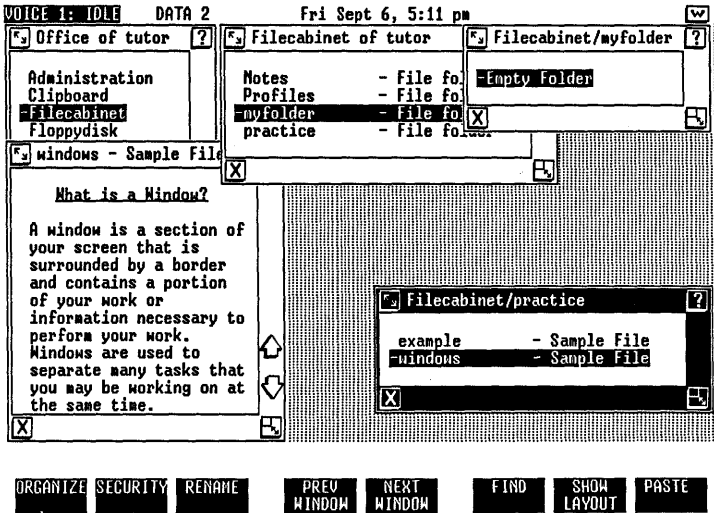 VOICE 1: IDLE DATA 2 Fri Sept 6, 5:11 pm W
Office of tutor ?
Administration
Clipboard
-Filecabinet
Floppydisk
Filecabinet of tutor
Notes - File fol
Profiles - File fol
-myfolder - File fol
practice - File folder
X
Filecabinet/myfolder ?
-Empty Folder
X
windows - Sample File
What is a Window?
A window is a section of
your screen that is
surrounded by a border
and contains a portion
of your work or
information necessary to
perform your work.
Windows are used to
separate many tasks that
you may be working on at
the same time.
X
Filecabinet/practice ?
example - Sample File
-windows - Sample File
X
ORGANIZE SECURITY RENAME PREV WINDOW NEXT WINDOW FIND SHOW LAYOUT PASTE